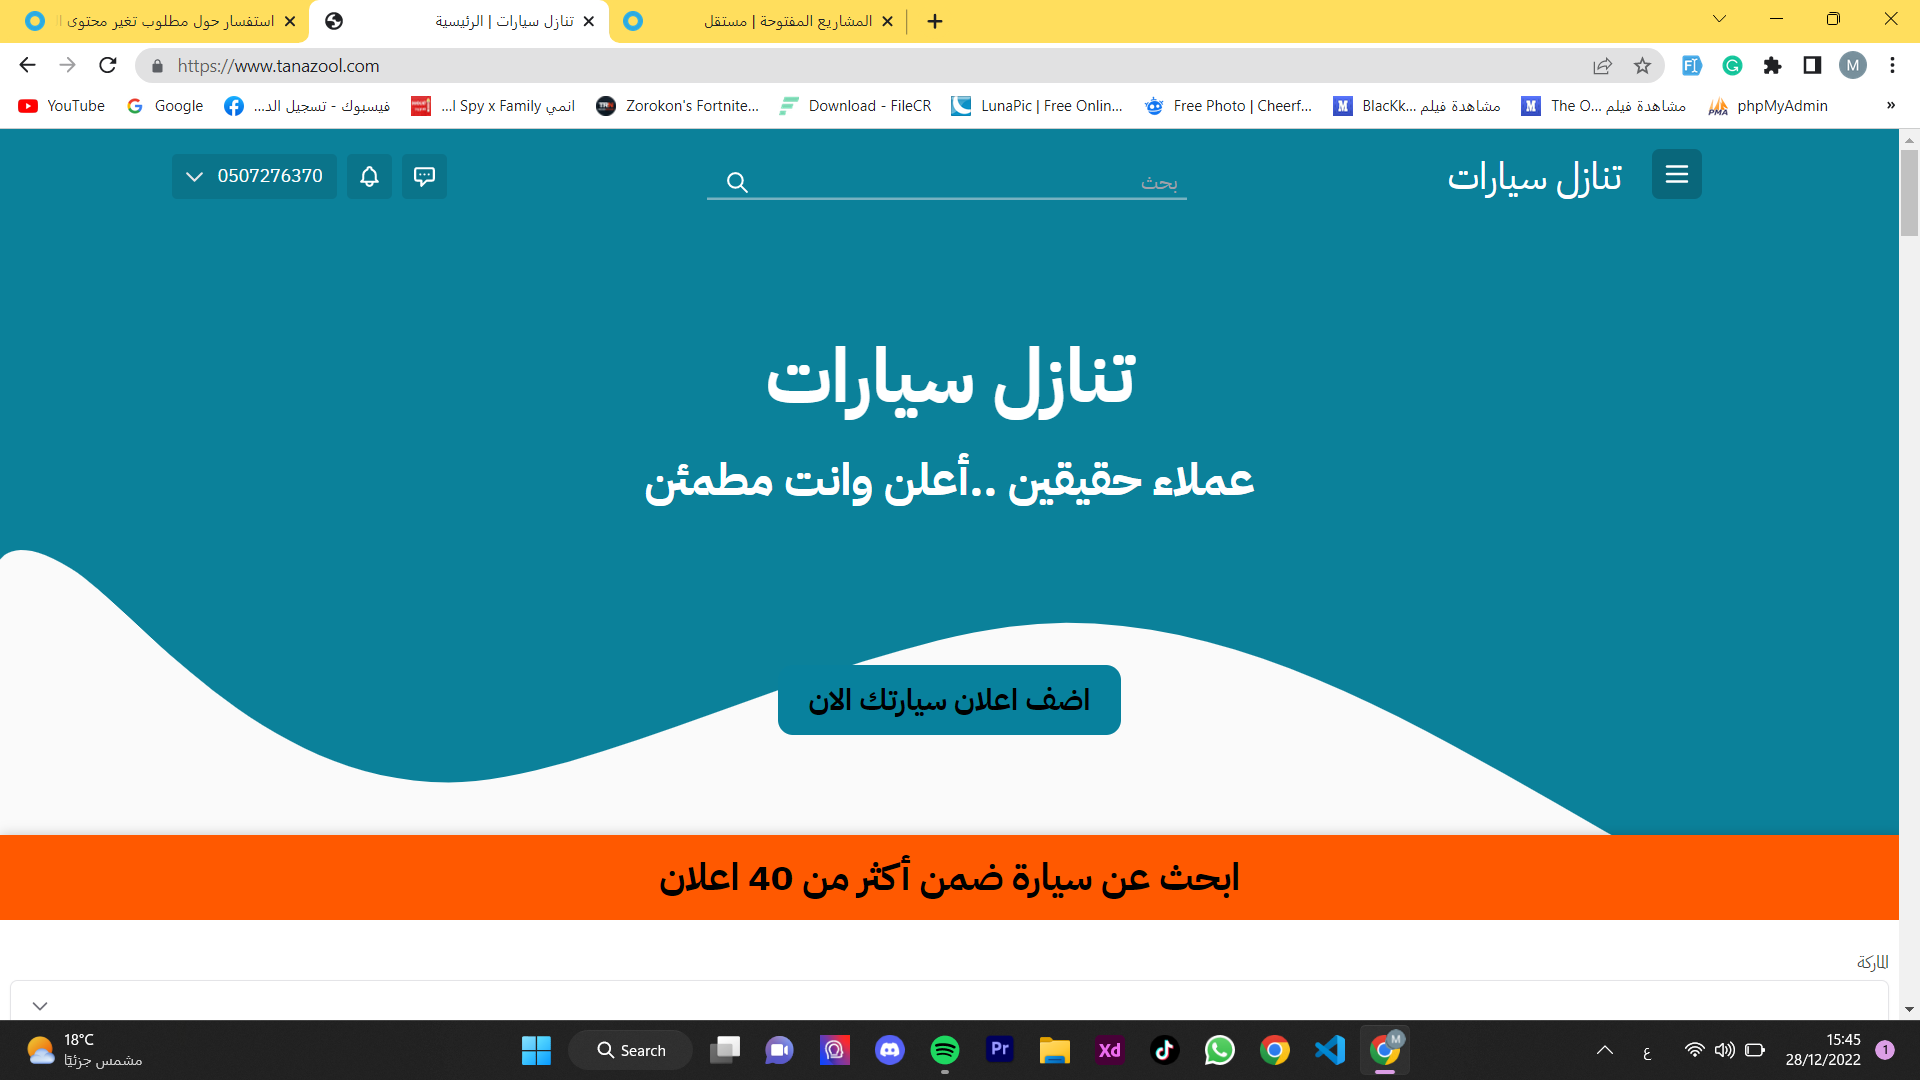 استفسار حول مطلوب تغير محتوى ا
تنازل سيارات | الرئيسية
المشاريع المفتوحة | مستقل
https://www.tanazool.com
M
YouTube
Google
فيسبوك - تسجيل الد...
انمي Spy x Family ا...
Zorokon's Fortnite...
Download - FileCR
LunaPic | Free Onlin...
Free Photo | Cheerf...
مشاهدة فيلم BlacKk...
مشاهدة فيلم The O...
phpMyAdmin
»
تنازل سيارات
بحث
0507276370
تنازل سيارات
عملاء حقيقين ..أعلن وانت مطمئن
اضف اعلان سيارتك الان
ابحث عن سيارة ضمن أكثر من 40 اعلان
الماركة
18°C
مشمس جزئيًا
Search
Pr
Xd
M
ع
15:45
28/12/2022
1